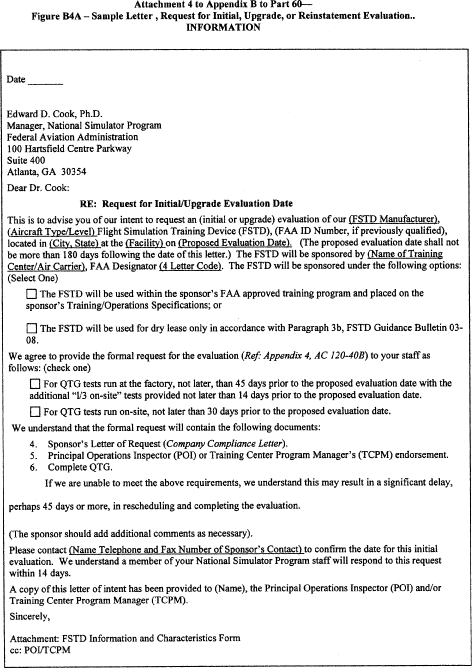 Attachment 4 to Appendix B to Part 60—
Figure B4A – Sample Letter , Request for Initial, Upgrade, or Reinstatement Evaluation..
INFORMATION
Date _______
Edward D. Cook, Ph.D.
Manager, National Simulator Program
Federal Aviation Administration
100 Hartsfield Centre Parkway
Suite 400
Atlanta, GA 30354
Dear Dr. Cook:
RE: Request for Initial/Upgrade Evaluation Date
This is to advise you of our intent to request an (initial or upgrade) evaluation of our (FSTD Manufacturer),
(Aircraft Type/Level) Flight Simulation Training Device (FSTD), (FAA ID Number, if previously qualified),
located in (City, State) at the (Facility) on (Proposed Evaluation Date). (The proposed evaluation date shall not
be more than 180 days following the date of this letter.) The FSTD will be sponsored by (Name of Training
Center/Air Carrier), FAA Designator (4 Letter Code). The FSTD will be sponsored under the following options:
(Select One)
☐ The FSTD will be used within the sponsor's FAA approved training program and placed on the
sponsor's Training/Operations Specifications; or
☐ The FSTD will be used for dry lease only in accordance with Paragraph 3b, FSTD Guidance Bulletin 03-
08.
We agree to provide the formal request for the evaluation (Ref: Appendix 4, AC 120-40B) to your staff as
follows: (check one)
☐ For QTG tests run at the factory, not later, than 45 days prior to the proposed evaluation date with the
additional "1/3 on-site" tests provided not later than 14 days prior to the proposed evaluation date.
☐ For QTG tests run on-site, not later than 30 days prior to the proposed evaluation date.
We understand that the formal request will contain the following documents:
4. Sponsor's Letter of Request (Company Compliance Letter).
5. Principal Operations Inspector (POI) or Training Center Program Manager's (TCPM) endorsement.
6. Complete QTG.
If we are unable to meet the above requirements, we understand this may result in a significant delay,
perhaps 45 days or more, in rescheduling and completing the evaluation.
(The sponsor should add additional comments as necessary).
Please contact (Name Telephone and Fax Number of Sponsor's Contact) to confirm the date for this initial
evaluation. We understand a member of your National Simulator Program staff will respond to this request
within 14 days.
A copy of this letter of intent has been provided to (Name), the Principal Operations Inspector (POI) and/or
Training Center Program Manager (TCPM).
Sincerely,
Attachment: FSTD Information and Characteristics Form
cc: POI/TCPM